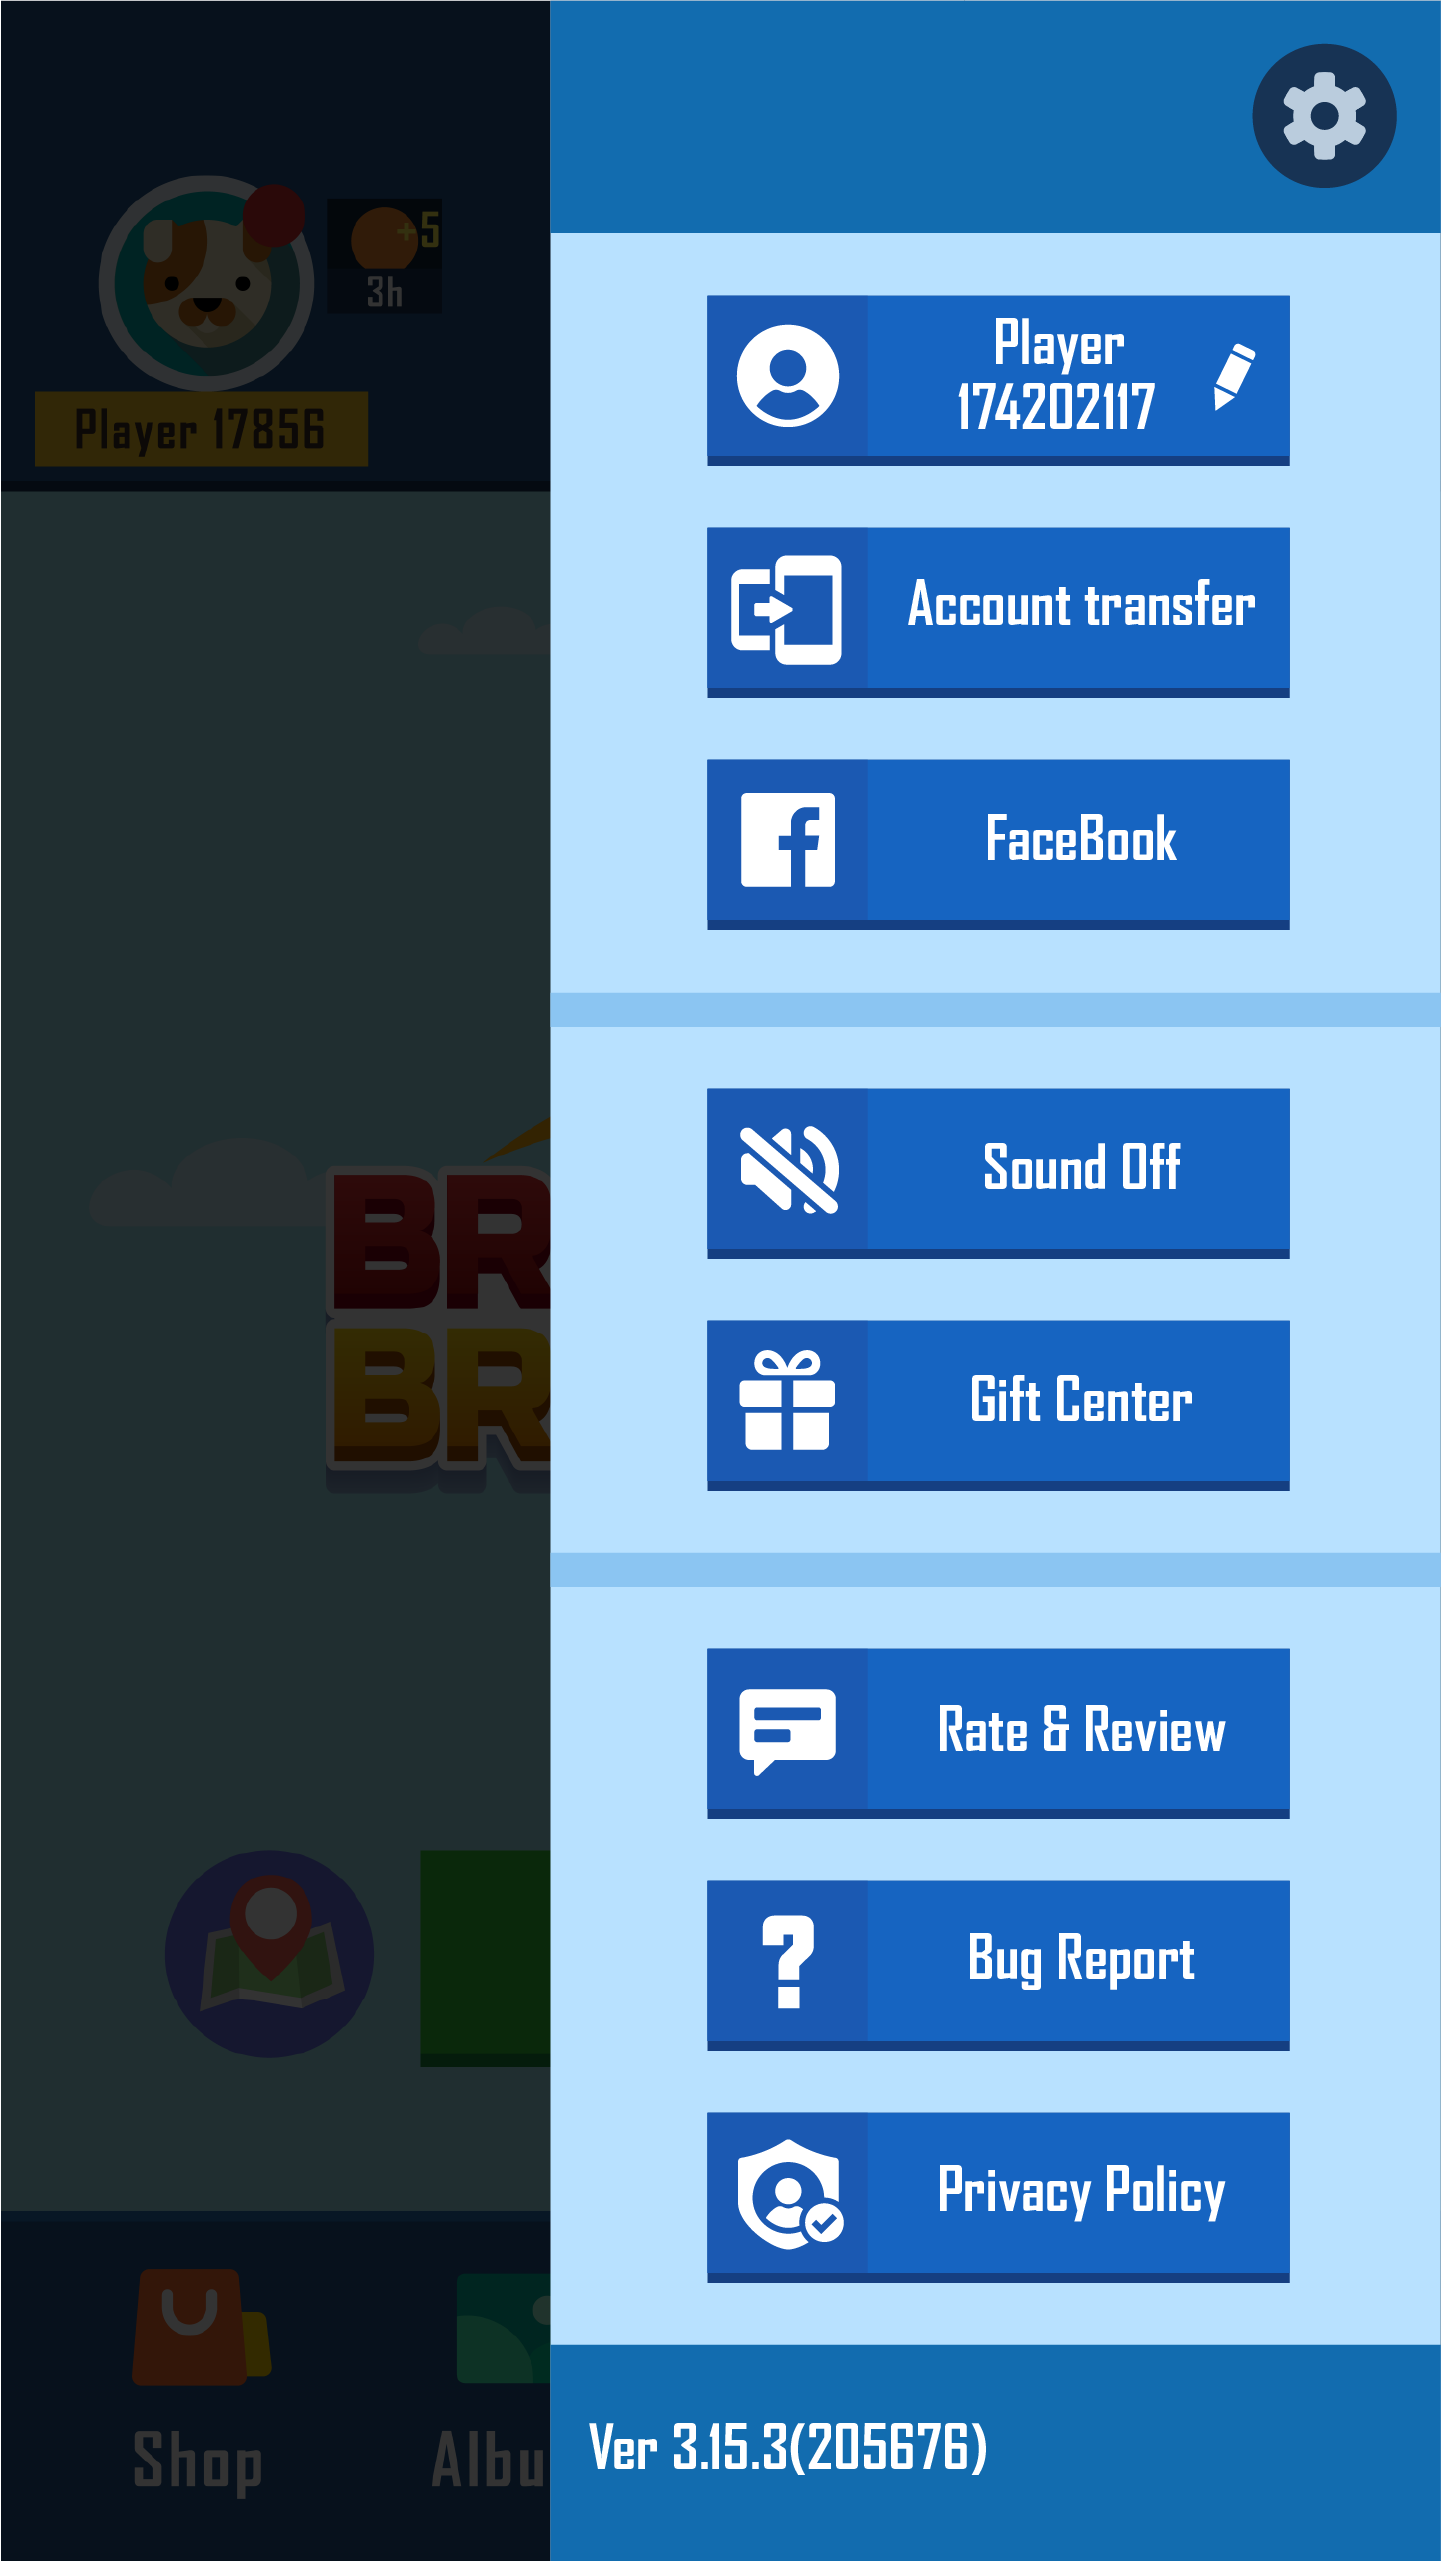 +5
3h
Player 17856
BR
BR
Shop
Albu
Player
174202117
Account transfer
FaceBook
Sound Off
Gift Center
Rate & Review
Bug Report
Privacy Policy
Ver 3.15.3(205676)